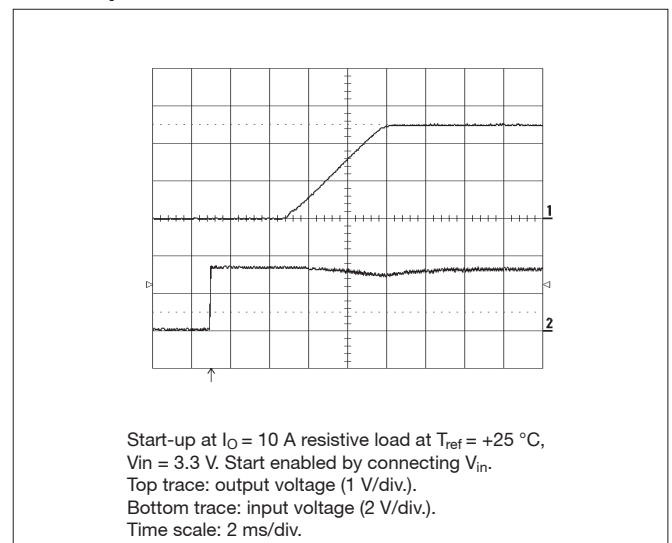 1
2
Start-up at IO = 10 A resistive load at Tref = +25 °C,
Vin = 3.3 V. Start enabled by connecting Vin.
Top trace: output voltage (1 V/div.).
Bottom trace: input voltage (2 V/div.).
Time scale: 2 ms/div.